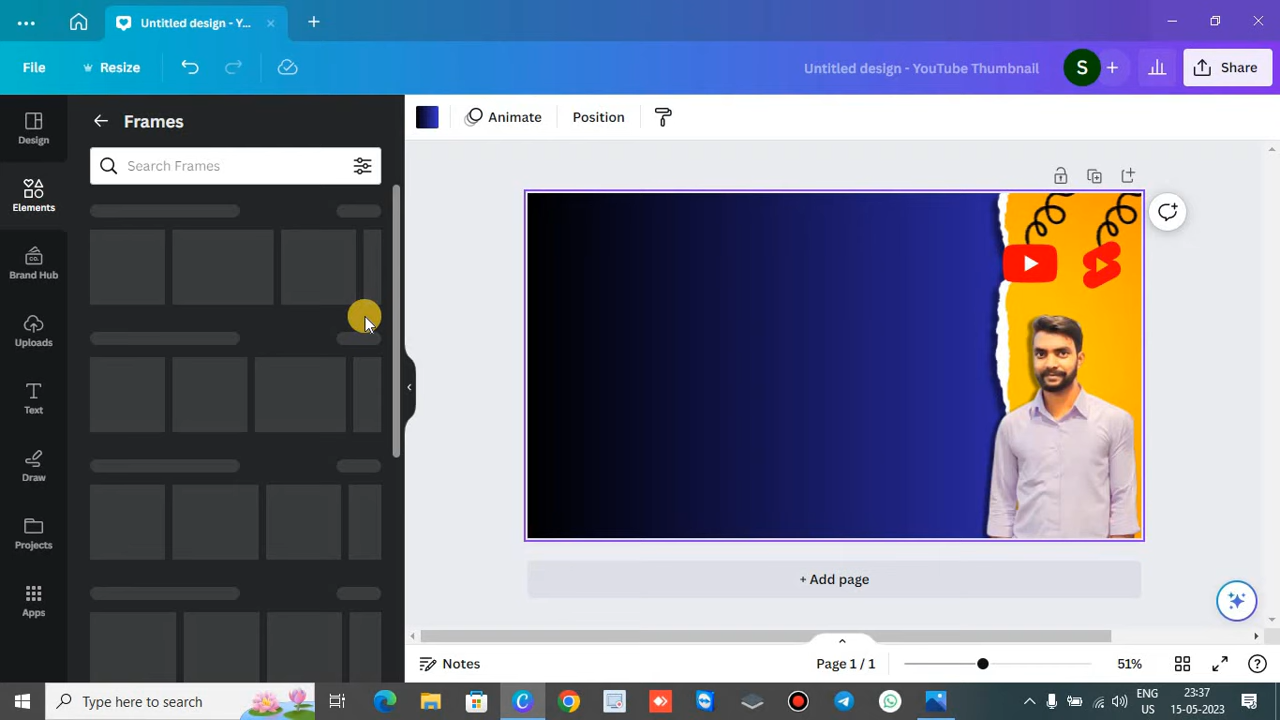 Untitled design - Y...
File
Resize
Untitled design - YouTube Thumbnail
S
Share
Design
Elements
Brand Hub
Uploads
Text
Draw
Projects
Apps
Frames
Search Frames
Animate
Position
+ Add page
Notes
Page 1 / 1
51%
Type here to search
ENG
US
23:37
15-05-2023